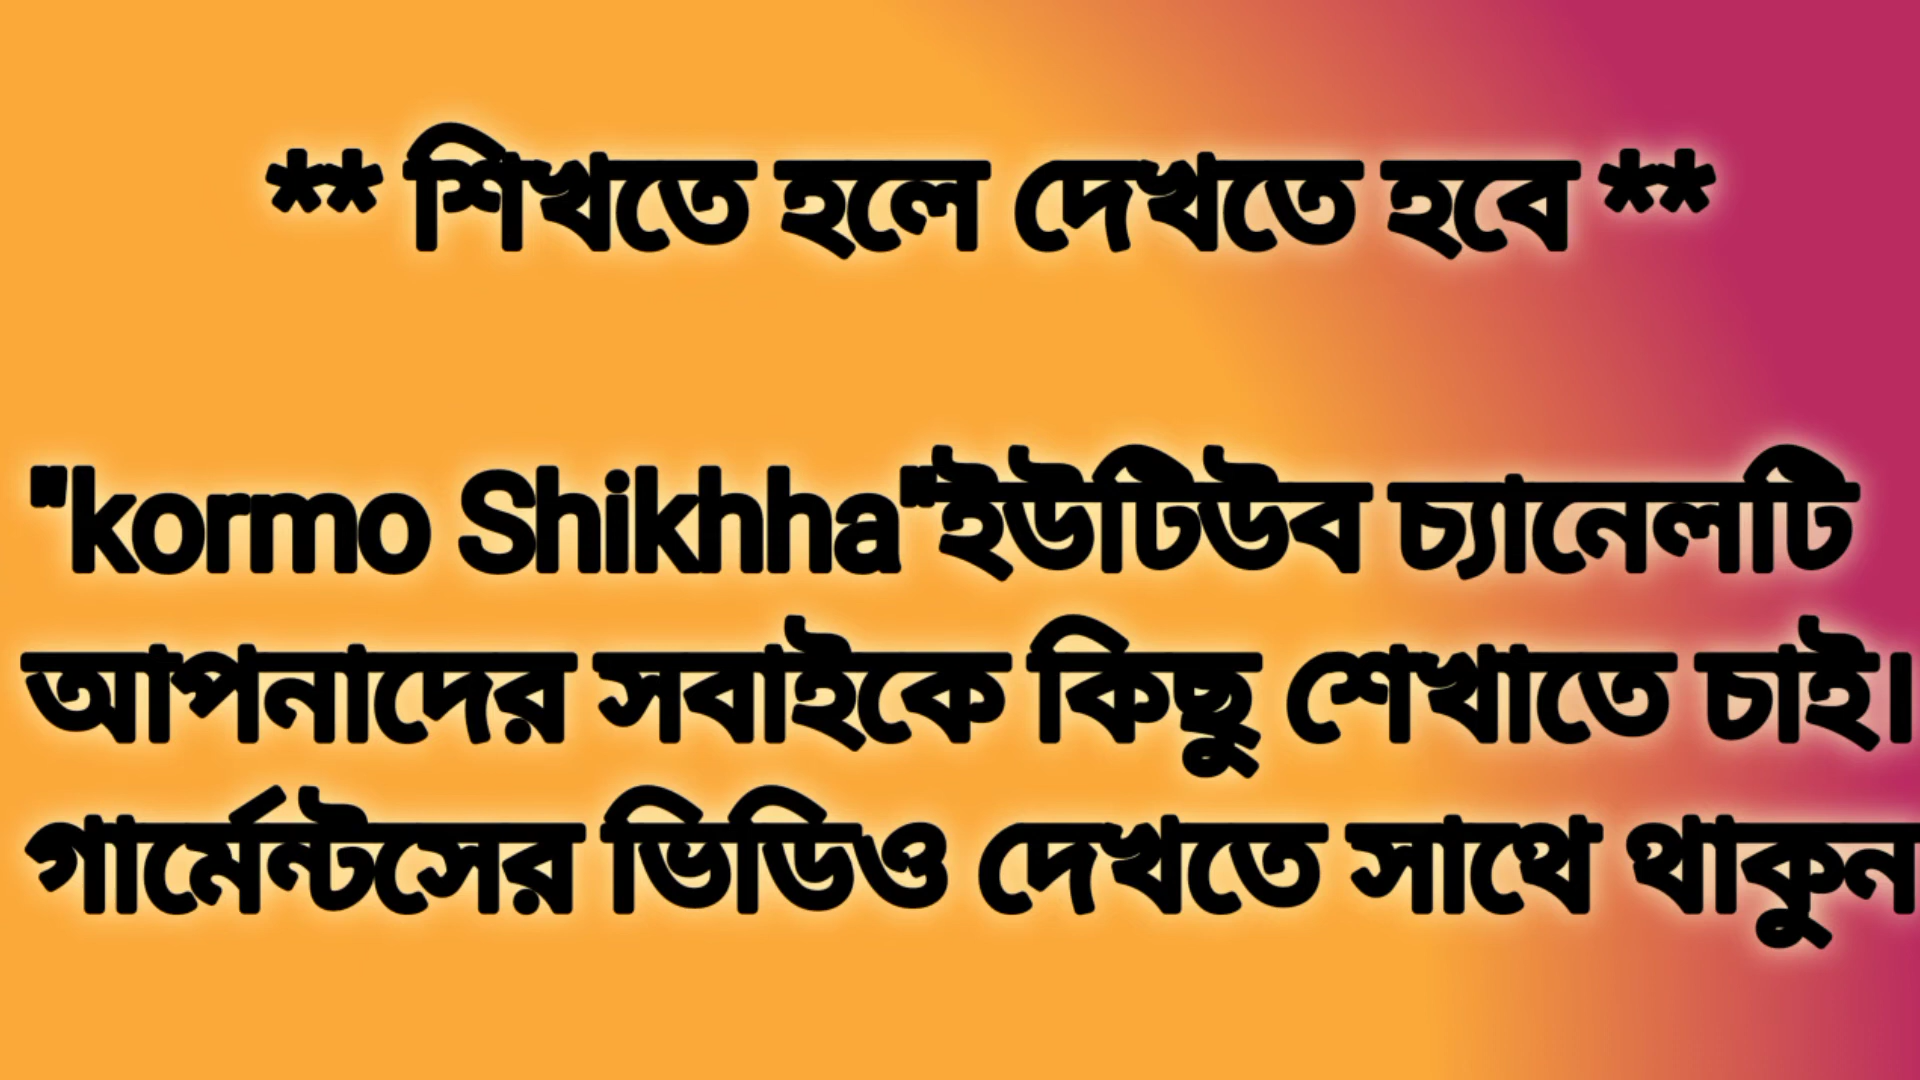 ** শিখতে হলে দেখতে হবে **
"kormo Shikhha"ইউটিউব চ্যানেলটি
আপনাদের সবাইকে কিছু শেখাতে চাই।
গার্মেন্টসের ভিডিও দেখতে সাথে থাকুন